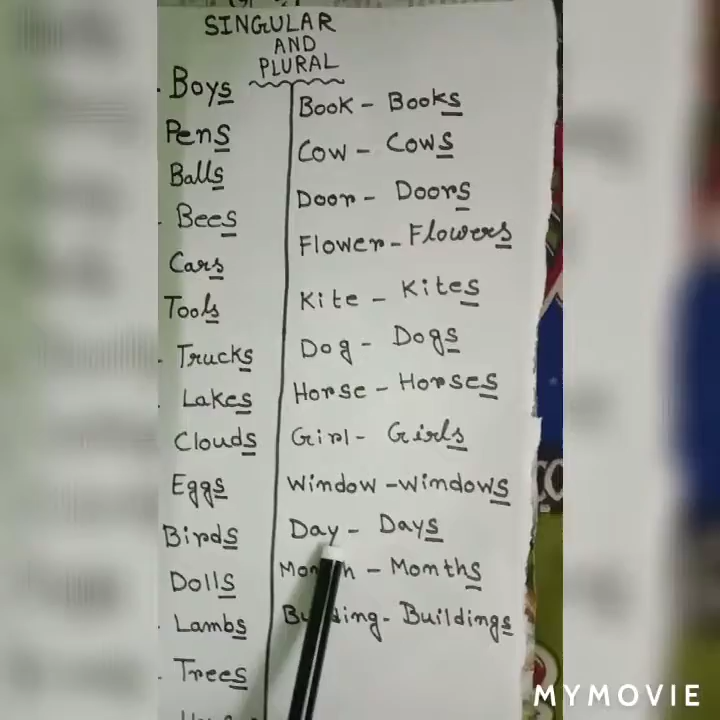 SINGULAR
AND
PLURAL
Boys
Pens
Balls
Bees
Cars
Tools
Trucks
Lakes
Clouds
Eggs
Birds
Dolls
Lambs
Trees
Book - Books
Cow - Cows
Door - Doors
Flower - Flowers
Kite - Kites
Dog - Dogs
Horse - Horses
Girl - Girls
Window - Windows
Day - Days
Month - Months
Building - Buildings
MYMOVIE